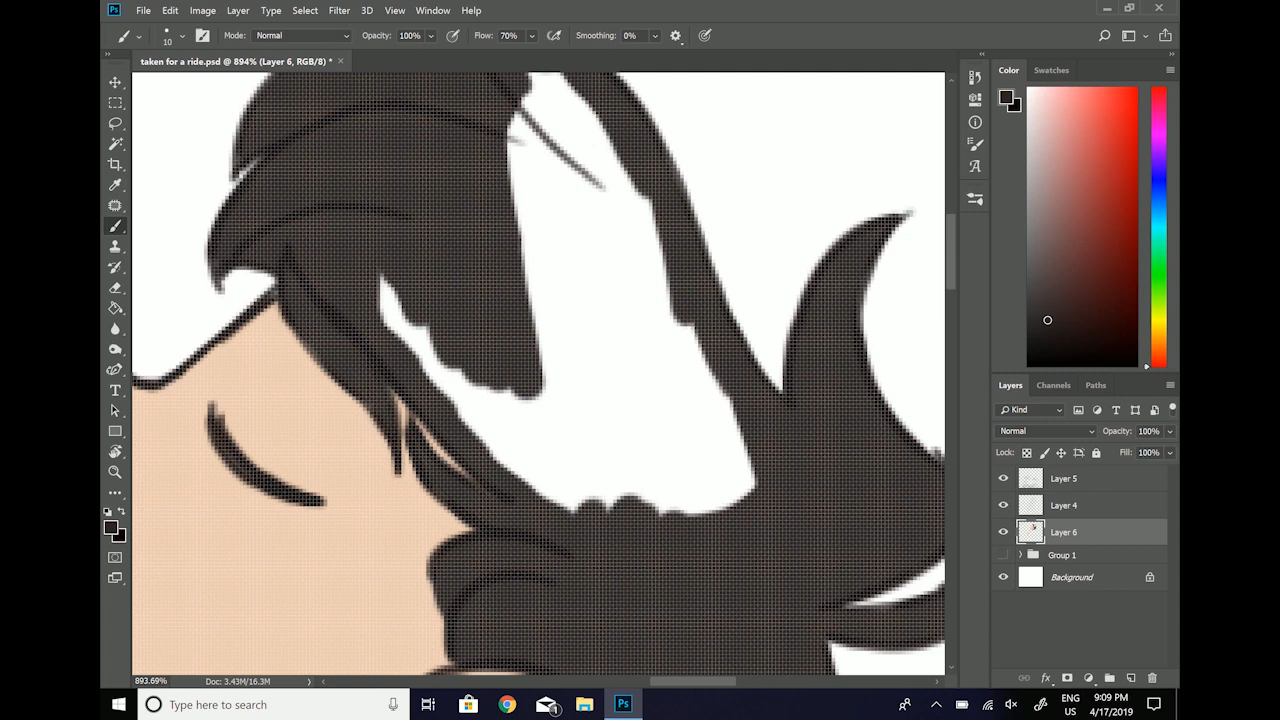 Ps File Edit Image Layer Type Select Filter 3D View Window Help
10 Mode: Normal Opacity: 100% Flow: 70% Smoothing: 0%
taken for a ride.psd @ 894% (Layer 6, RGB/8) *
Color Swatches
Layers Channels Paths
Kind
Normal Opacity: 100%
Lock: Fill: 100%
Layer 5
Layer 4
Layer 6
Group 1
Background
893.69% Doc: 3.43M/16.3M
Type here to search
Ps
ENG
US
9:09 PM
4/17/2019